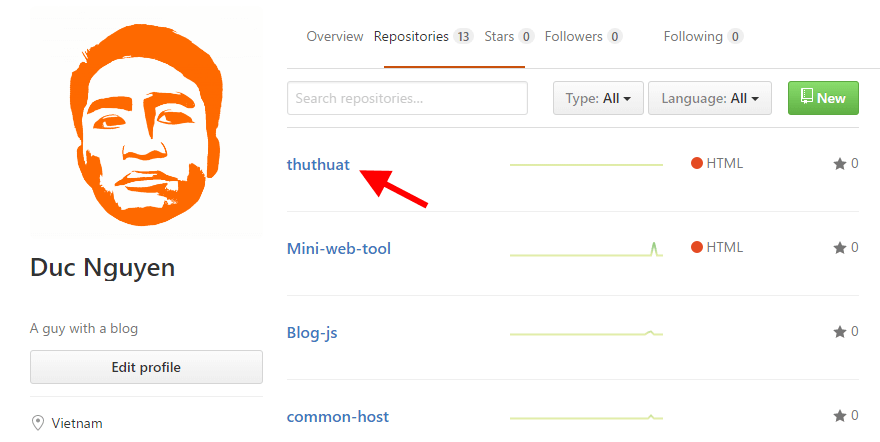 Overview Repositories 13 Stars 0 Followers 0 Following 0
Search repositories...
Type: All
Language: All
New
thuthuat
HTML
0
Mini-web-tool
HTML
0
Blog-js
0
common-host
0
Duc Nguyen
A guy with a blog
Edit profile
Vietnam